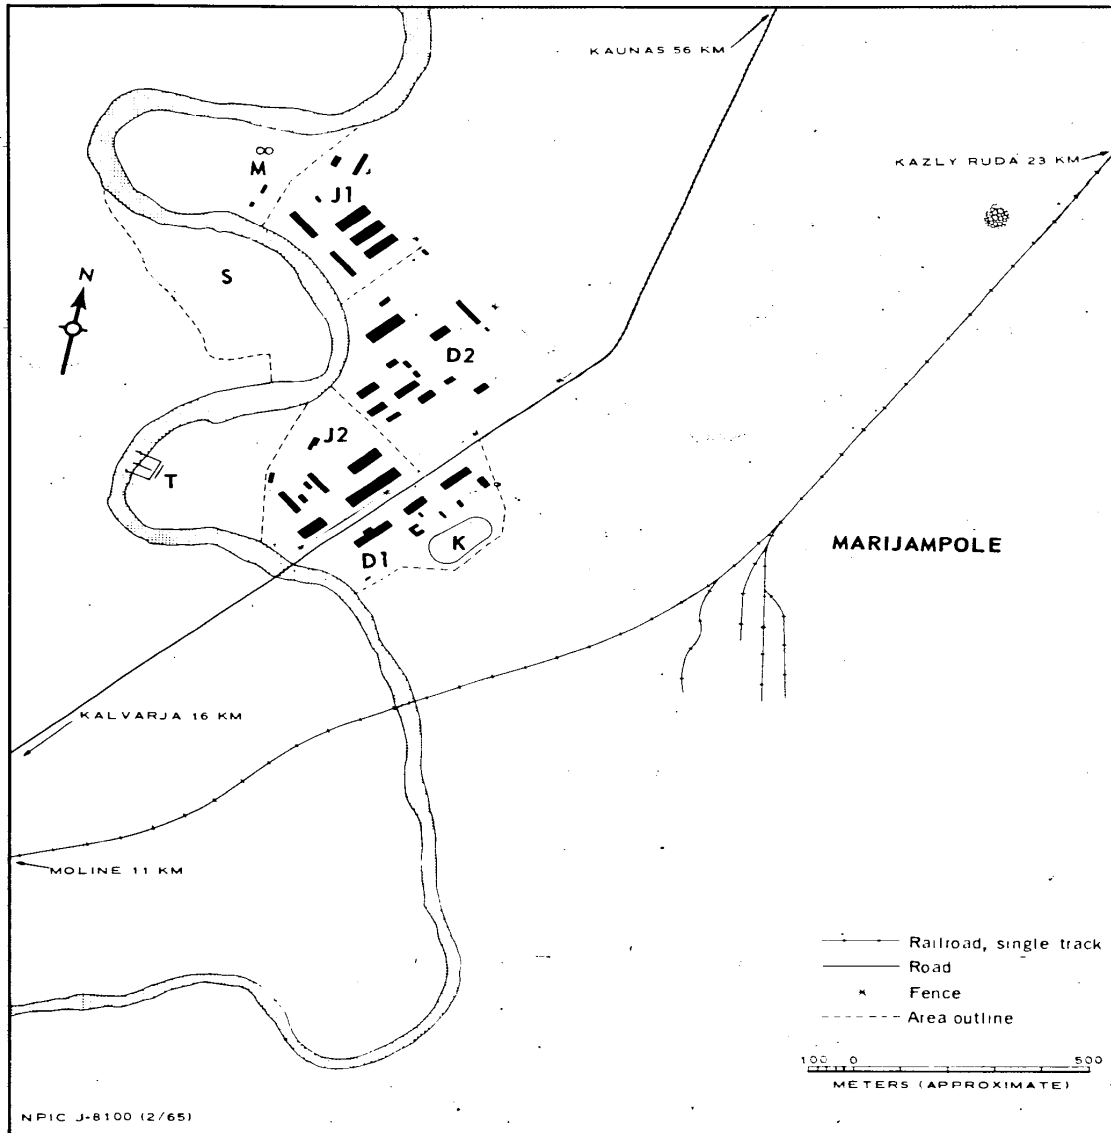 KAUNAS 56 KM
KAZLY RUDA 23 KM
M
J1
S
N
D2
J2
T
MARIJAMPOLE
E
K
D1
KALVARJA 16 KM
MOLINE 11 KM
Railroad, single track
Road
Fence
Area outline
100 0 500
METERS (APPROXIMATE)
NPIC J-8100 (2/65)